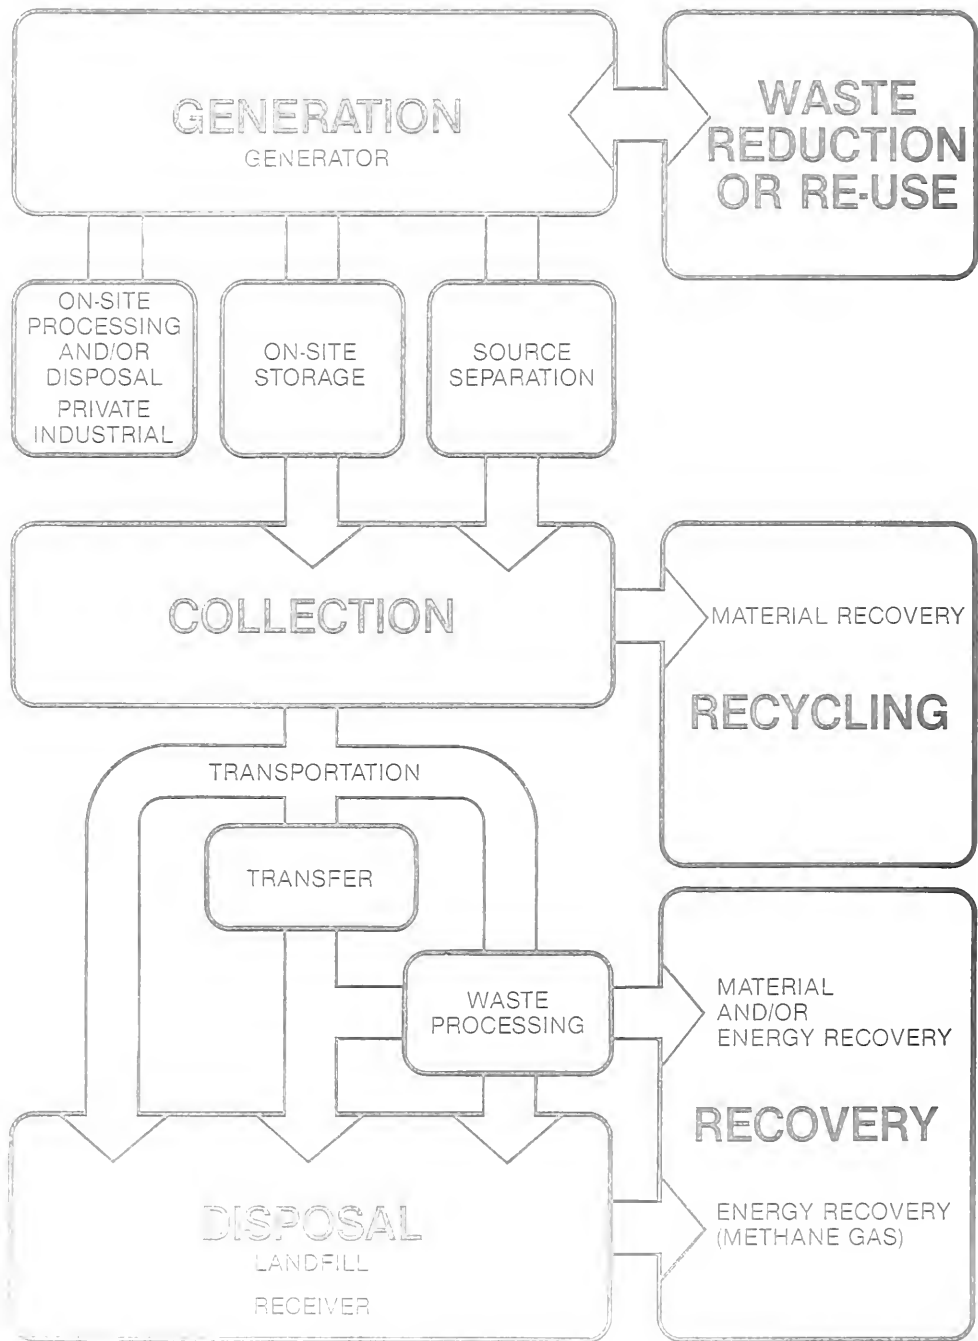 GENERATION
GENERATOR
WASTE
REDUCTION
OR RE-USE
ON-SITE
PROCESSING
AND/OR
DISPOSAL
PRIVATE
INDUSTRIAL
ON-SITE
STORAGE
SOURCE
SEPARATION
COLLECTION
MATERIAL RECOVERY
RECYCLING
TRANSPORTATION
TRANSFER
WASTE
PROCESSING
MATERIAL
AND/OR
ENERGY RECOVERY
RECOVERY
DISPOSAL
LANDFILL
RECEIVER
ENERGY RECOVERY
(METHANE GAS)